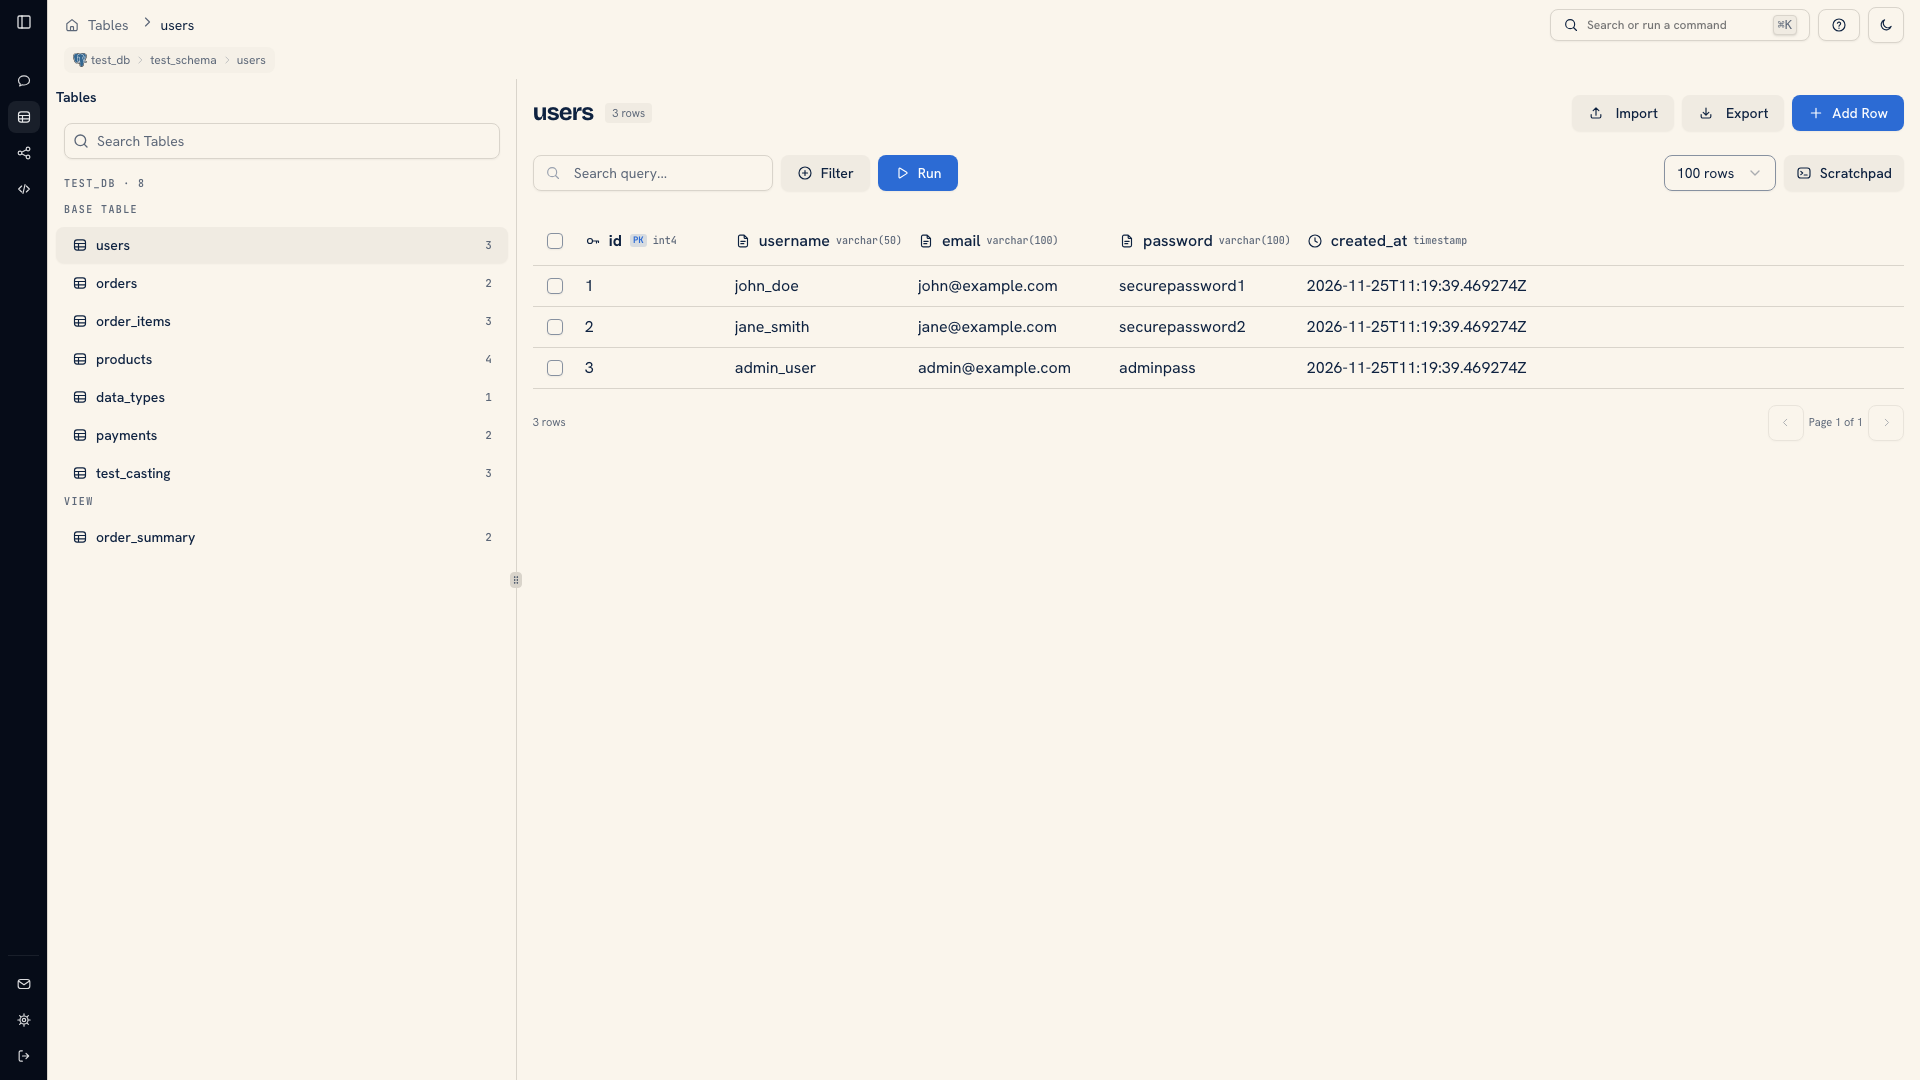 Tables > users
Search or run a command ⌘K
test_db > test_schema > users
Tables
Search Tables
TEST_DB · 8
BASE TABLE
users 3
orders 2
order_items 3
products 4
data_types 1
payments 2
test_casting 3
VIEW
order_summary 2
users 3 rows
Import Export Add Row
Search query... Filter Run 100 rows Scratchpad
id PK int4 username varchar(50) email varchar(100) password varchar(100) created_at timestamp
1 john_doe john@example.com securepassword1 2026-11-25T11:19:39.469274Z
2 jane_smith jane@example.com securepassword2 2026-11-25T11:19:39.469274Z
3 admin_user admin@example.com adminpass 2026-11-25T11:19:39.469274Z
3 rows Page 1 of 1